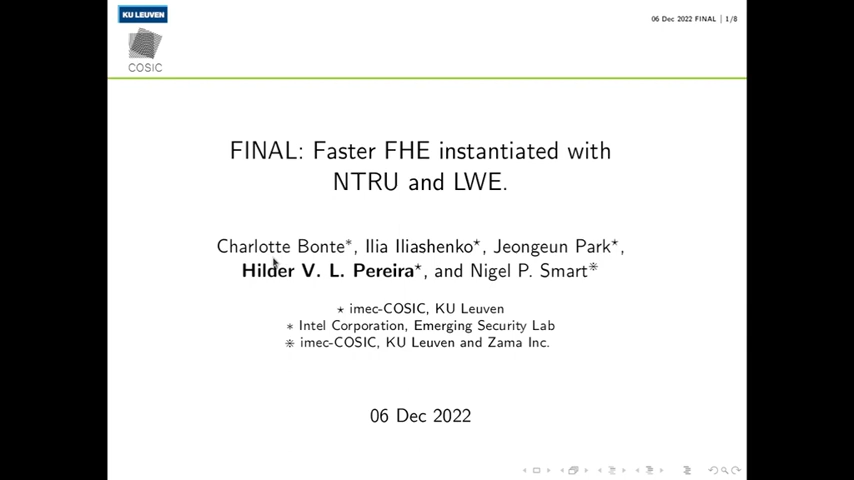 KU LEUVEN
06 Dec 2022 FINAL | 1/8
COSIC
FINAL: Faster FHE instantiated with
NTRU and LWE.
Charlotte Bonte*, Ilia Iliashenko⋆, Jeongeun Park⋆,
Hilder V. L. Pereira⋆, and Nigel P. Smart⁜
⋆ imec-COSIC, KU Leuven
* Intel Corporation, Emerging Security Lab
⁜ imec-COSIC, KU Leuven and Zama Inc.
06 Dec 2022